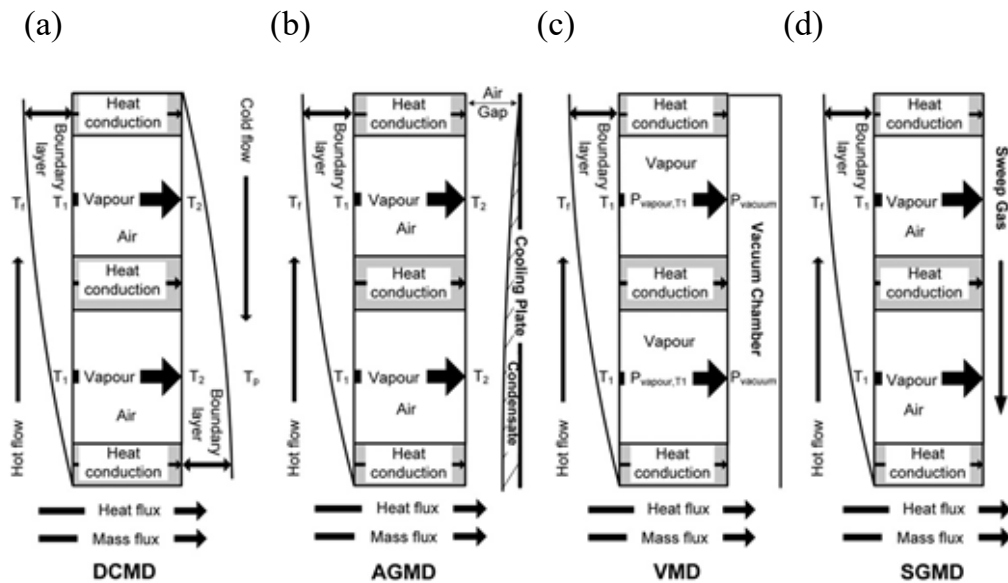 (a)
Heat
conduction
Boundary
layer
Cold flow
T₁
Vapour
T₂
Tf
Air
Heat
conduction
T₁
Vapour
T₂
Tp
Air
Boundary
layer
Hot flow
Heat
conduction
Heat flux
Mass flux
DCMD
(b)
Air
Gap
Heat
conduction
Boundary
layer
Tf
T₁
Vapour
T₂
Air
Heat
conduction
Cooling Plate
T₁
Vapour
T₂
Air
Condensate
Hot flow
Heat
conduction
Heat flux
Mass flux
AGMD
(c)
Heat
conduction
Boundary
layer
Vapour
Tf
T₁
Pvapour,T1
Pvacuum
Heat
conduction
Vacuum Chamber
Vapour
T₁
Pvapour,T1
Pvacuum
Hot flow
Heat
conduction
Heat flux
Mass flux
VMD
(d)
Heat
conduction
Boundary
layer
Sweep Gas
Tf
T₁
Vapour
Air
Heat
conduction
T₁
Vapour
Air
Hot flow
Heat
conduction
Heat flux
Mass flux
SGMD